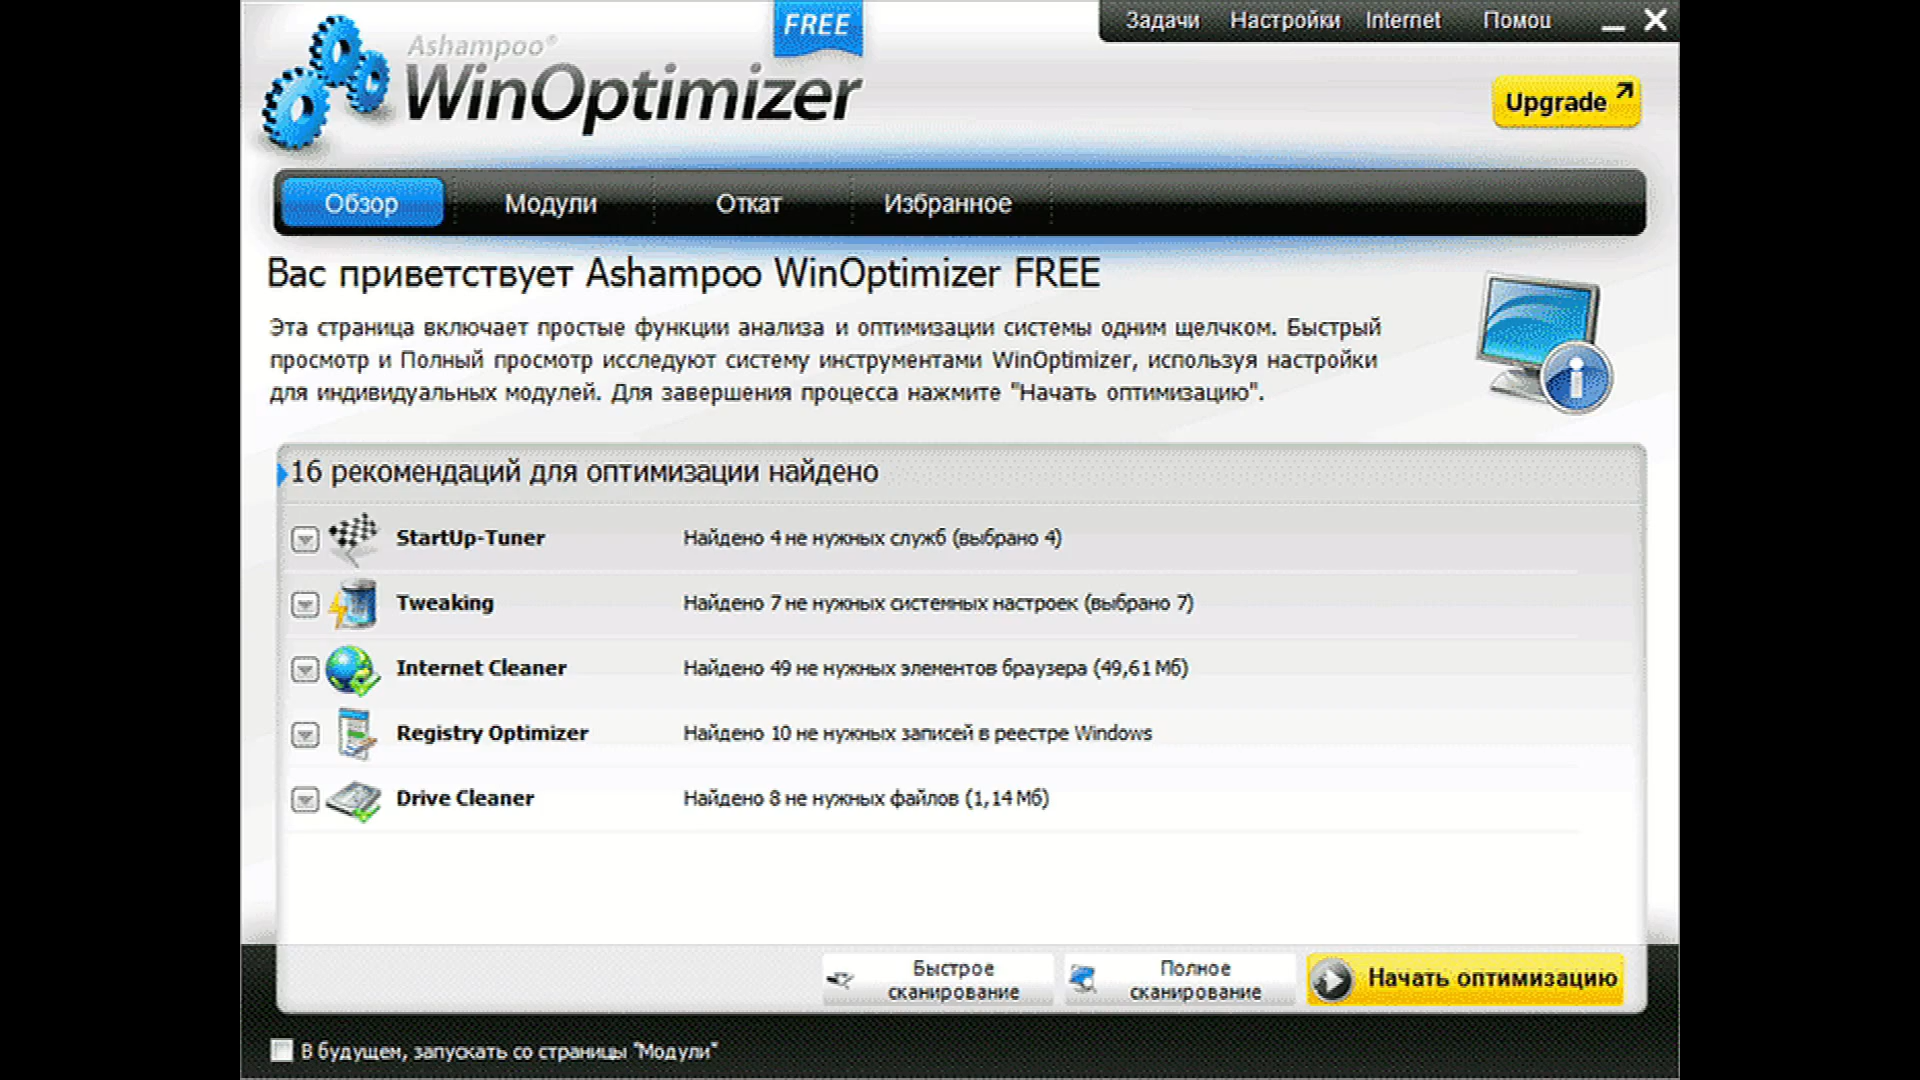 Задачи Настройки Internet Помощ
FREE
Ashampoo®
WinOptimizer
Upgrade
Обзор Модули Откат Избранное
Вас приветствует Ashampoo WinOptimizer FREE
Эта страница включает простые функции анализа и оптимизации системы одним щелчком. Быстрый
просмотр и Полный просмотр исследуют систему инструментами WinOptimizer, используя настройки
для индивидуальных модулей. Для завершения процесса нажмите "Начать оптимизацию".
16 рекомендаций для оптимизации найдено
StartUp-Tuner Найдено 4 не нужных служб (выбрано 4)
Tweaking Найдено 7 не нужных системных настроек (выбрано 7)
Internet Cleaner Найдено 49 не нужных элементов браузера (49,61 Мб)
Registry Optimizer Найдено 10 не нужных записей в реестре Windows
Drive Cleaner Найдено 8 не нужных файлов (1,14 Мб)
Быстрое
сканирование
Полное
сканирование
Начать оптимизацию
В будущем, запускать со страницы "Модули"